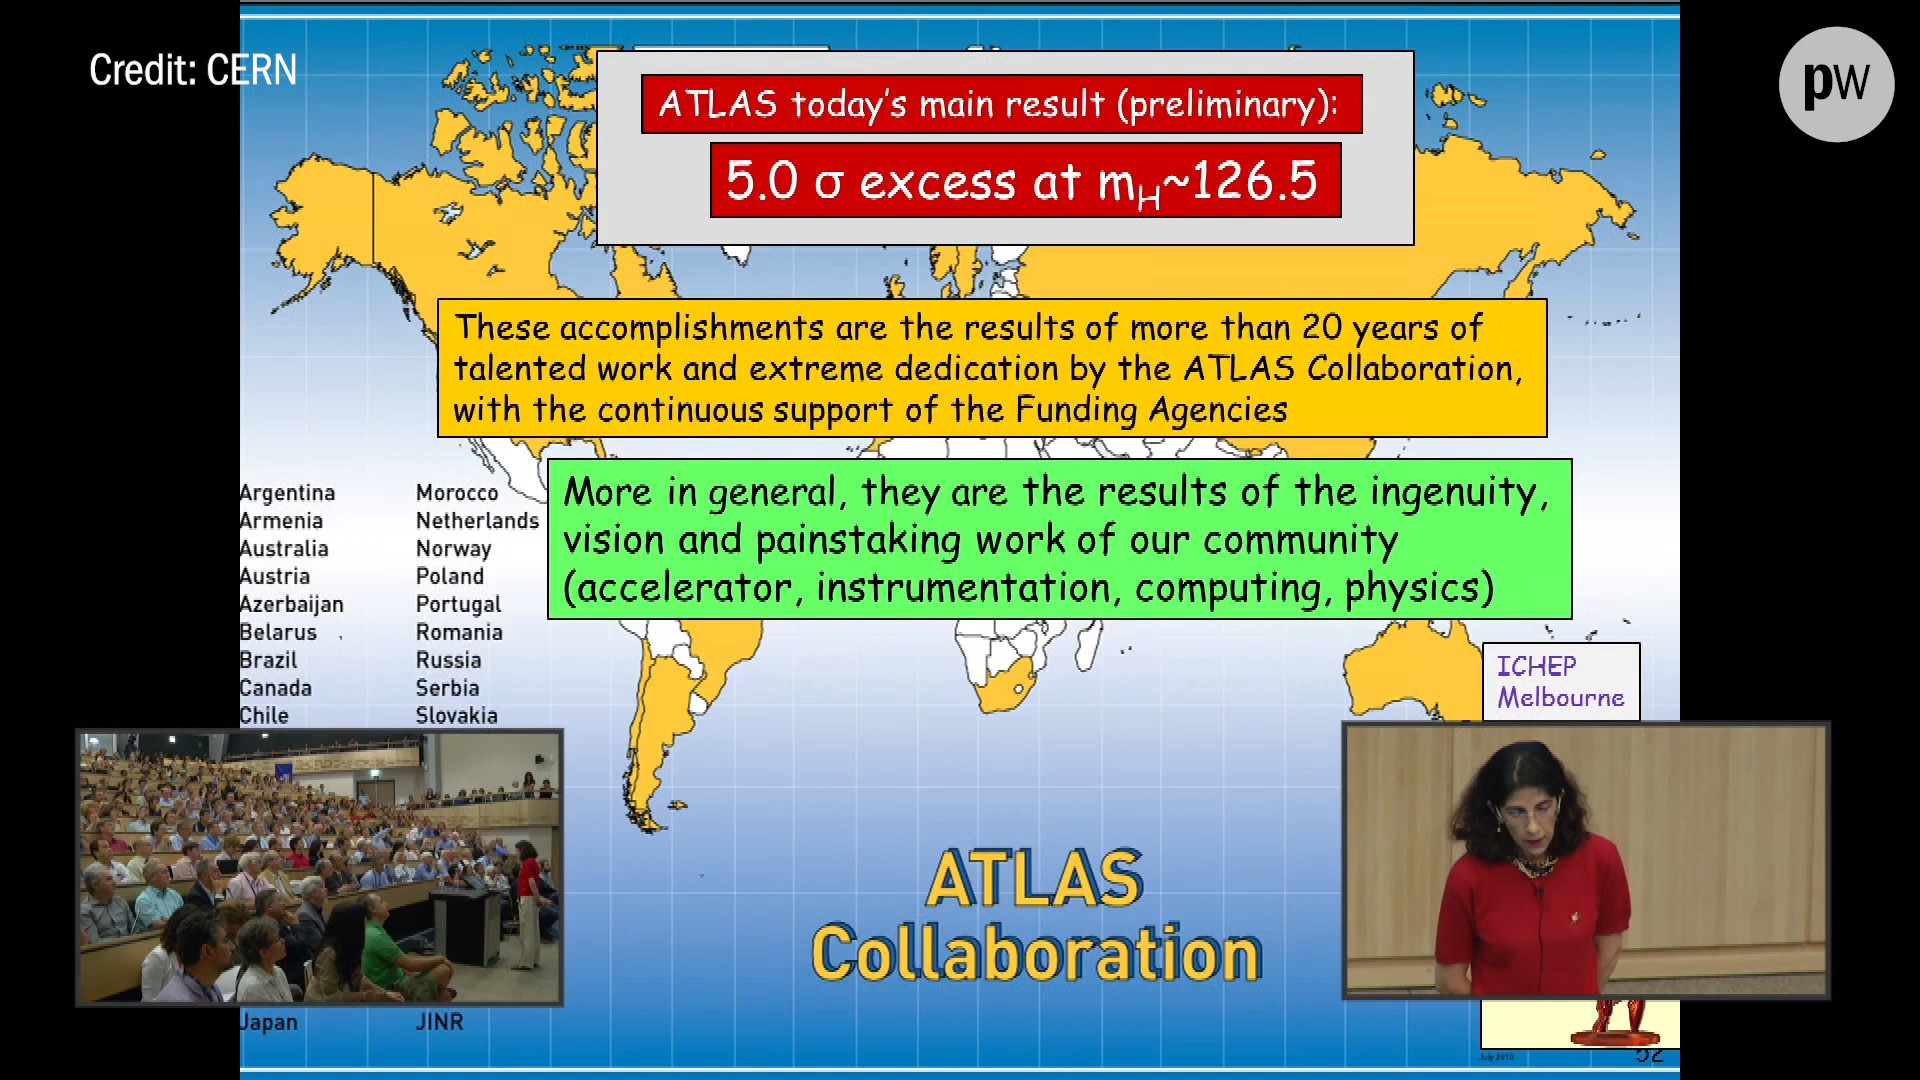 Credit: CERN
pw
ATLAS today's main result (preliminary):
5.0 σ excess at mH~126.5
These accomplishments are the results of more than 20 years of
talented work and extreme dedication by the ATLAS Collaboration,
with the continuous support of the Funding Agencies
More in general, they are the results of the ingenuity,
vision and painstaking work of our community
(accelerator, instrumentation, computing, physics)
Argentina
Armenia
Australia
Austria
Azerbaijan
Belarus
Brazil
Canada
Chile
Japan
Morocco
Netherlands
Norway
Poland
Portugal
Romania
Russia
Serbia
Slovakia
JINR
ICHEP
Melbourne
ATLAS
Collaboration
July 2010
52